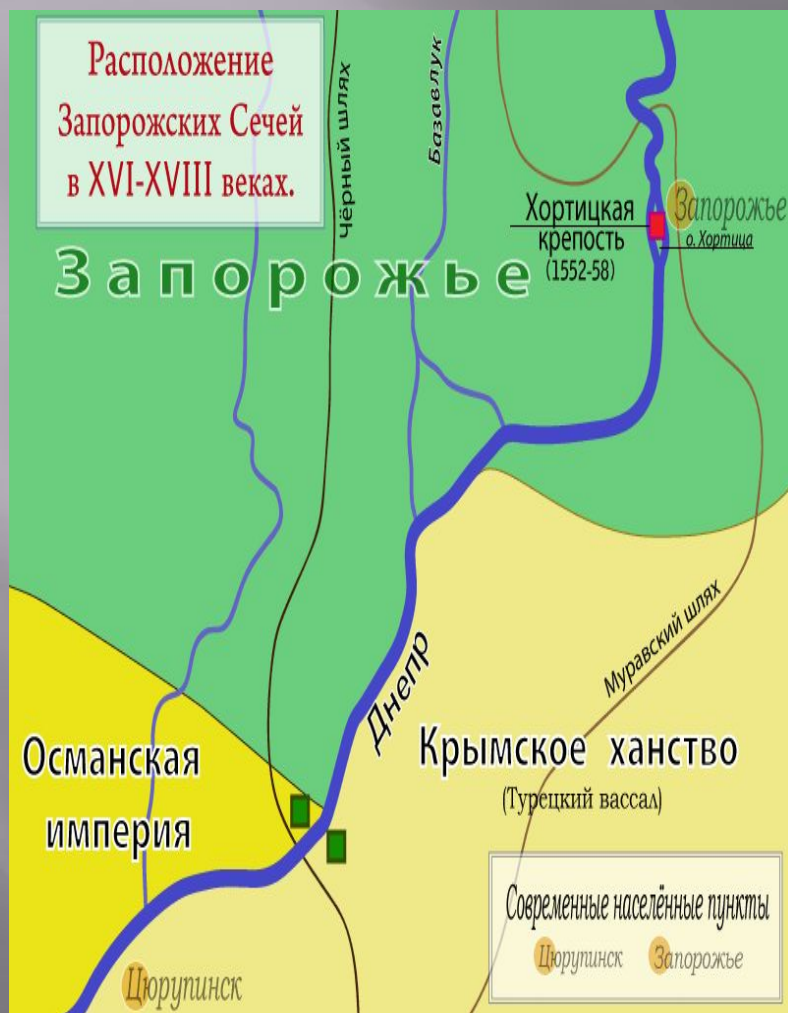 Расположение
Запорожских Сечей
в XVI-XVIII веках.
Чёрный шлях
Базавлук
Запорожье
Хортицкая
крепость
(1552-58)
о. Хортица
Запорожье
Днепр
Муравский шлях
Османская
империя
Крымское ханство
(Турецкий вассал)
Цюрупинск
Современные населённые пункты
Цюрупинск Запорожье